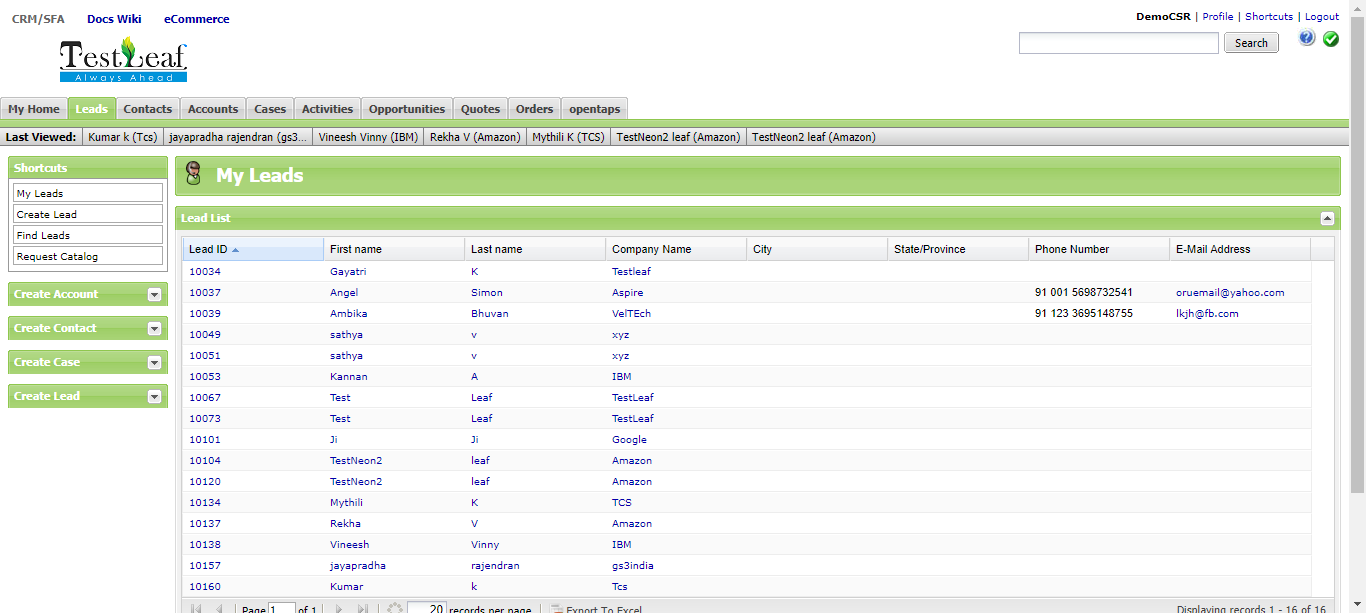 CRM/SFA Docs Wiki eCommerce
DemoCSR | Profile | Shortcuts | Logout
TestLeaf
Always Ahead
Search
My Home Leads Contacts Accounts Cases Activities Opportunities Quotes Orders opentaps
Last Viewed: Kumar k (Tcs) jayapradha rajendran (gs3... Vineesh Vinny (IBM) Rekha V (Amazon) Mythili K (TCS) TestNeon2 leaf (Amazon) TestNeon2 leaf (Amazon)
Shortcuts
My Leads
Create Lead
Find Leads
Request Catalog
Create Account
Create Contact
Create Case
Create Lead
My Leads
Lead List
Lead ID First name Last name Company Name City State/Province Phone Number E-Mail Address
10034 Gayatri K Testleaf
10037 Angel Simon Aspire 91 001 5698732541 oruemail@yahoo.com
10039 Ambika Bhuvan VelTEch 91 123 3695148755 lkjh@fb.com
10049 sathya v xyz
10051 sathya v xyz
10053 Kannan A IBM
10067 Test Leaf TestLeaf
10073 Test Leaf TestLeaf
10101 Ji Ji Google
10104 TestNeon2 leaf Amazon
10120 TestNeon2 leaf Amazon
10134 Mythili K TCS
10137 Rekha V Amazon
10138 Vineesh Vinny IBM
10157 jayapradha rajendran gs3india
10160 Kumar k Tcs
Page 1 of 1 20 records per page Export To Excel Displaying records 1 - 16 of 16